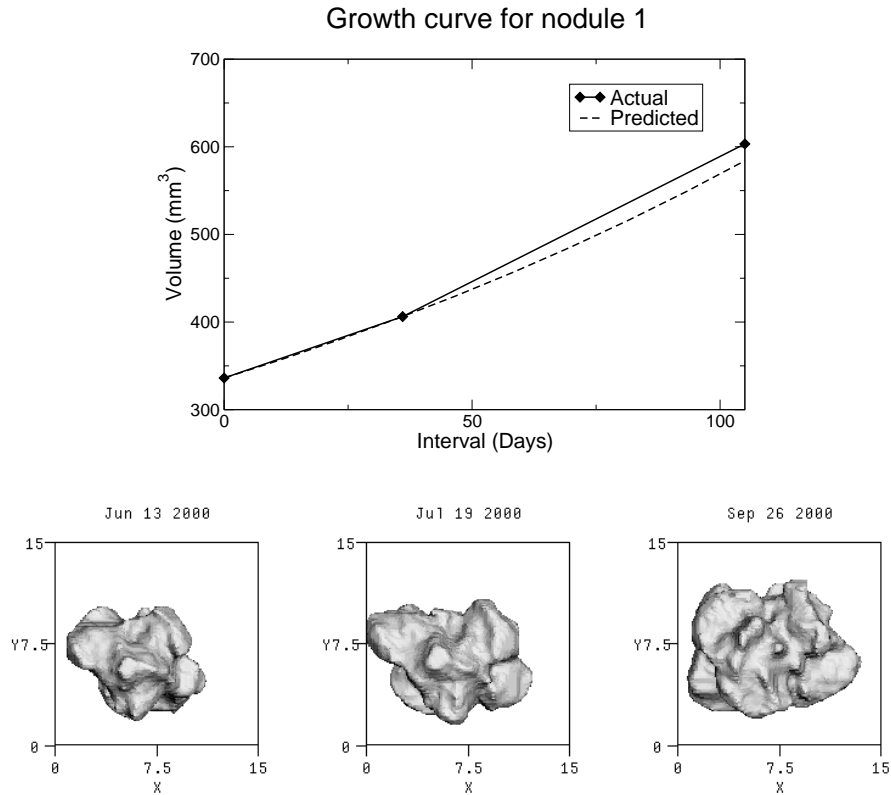 Growth curve for nodule 1
700
600
500
400
300
Volume (mm³)
Actual
Predicted
0
50
100
Interval (Days)
Jun 13 2000
15
Y7.5
0
0
7.5
15
X
Jul 19 2000
15
Y7.5
0
0
7.5
15
X
Sep 26 2000
15
Y7.5
0
0
7.5
15
X